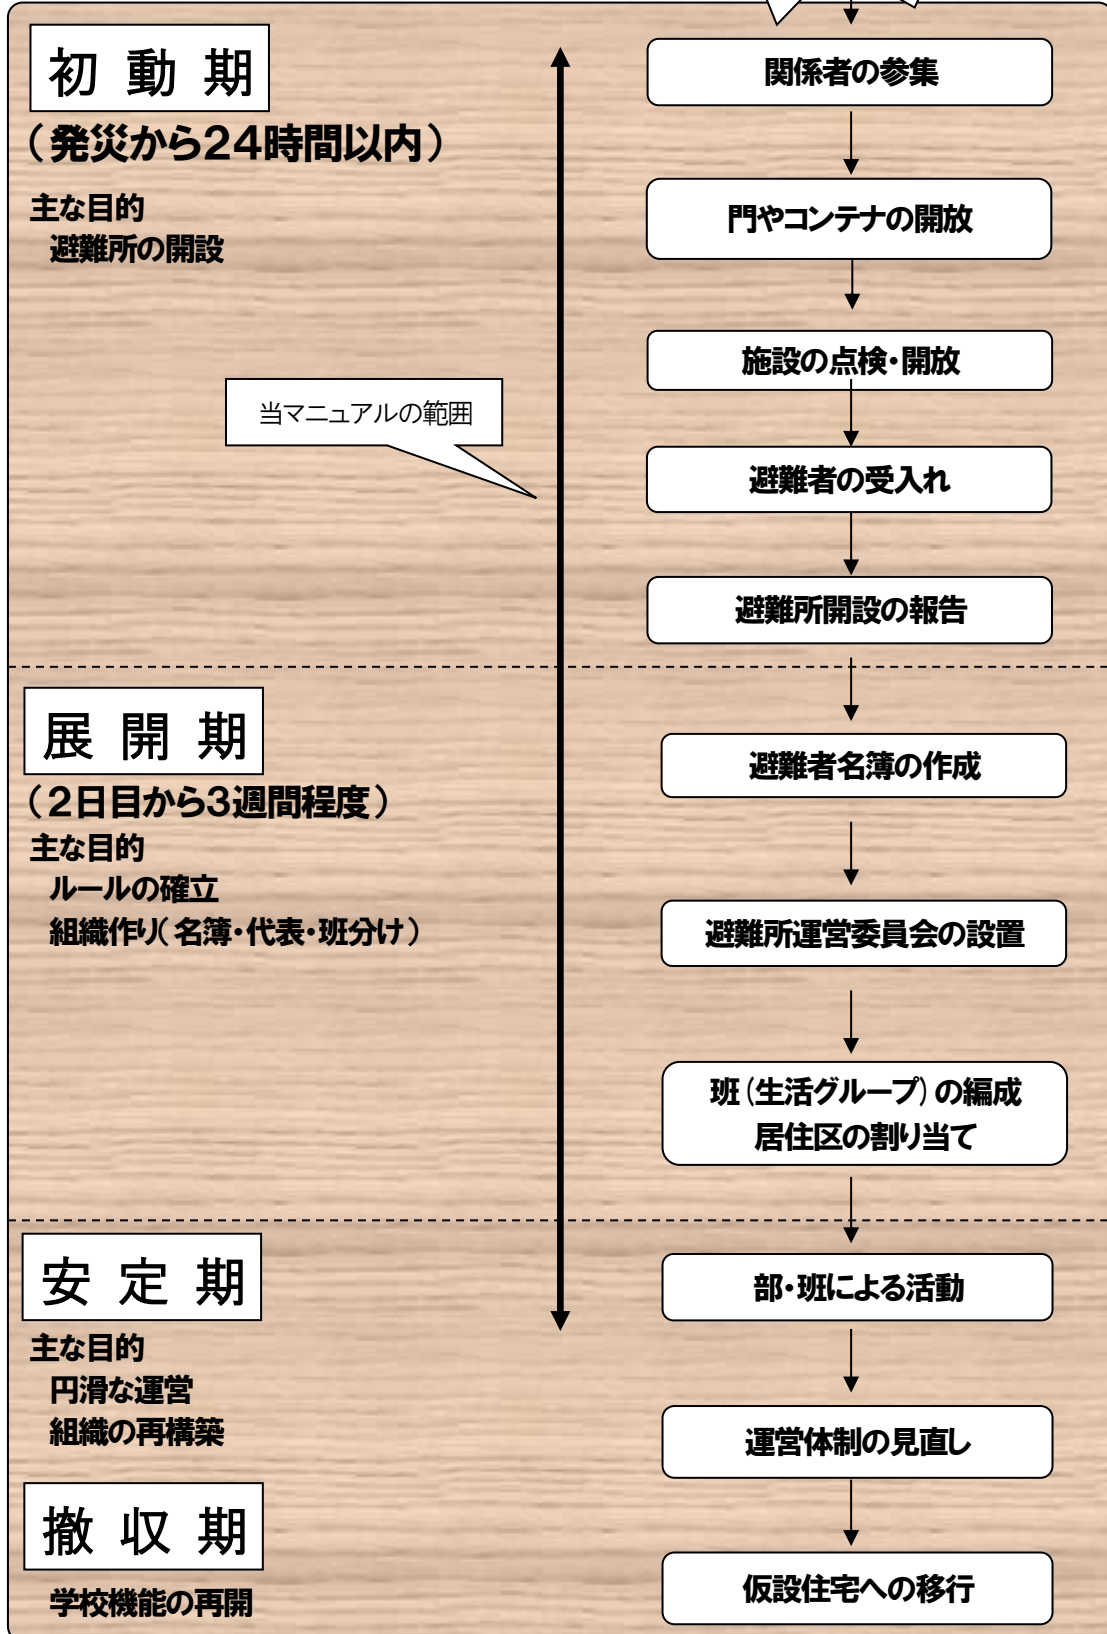 初動期
（発災から24時間以内）
主な目的
避難所の開設
当マニュアルの範囲
関係者の参集
門やコンテナの開放
施設の点検・開放
避難者の受入れ
避難所開設の報告
展開期
（2日目から3週間程度）
主な目的
ルールの確立
組織作り（名簿・代表・班分け）
避難者名簿の作成
避難所運営委員会の設置
班（生活グループ）の編成
居住区の割り当て
安定期
主な目的
円滑な運営
組織の再構築
部・班による活動
運営体制の見直し
撤収期
学校機能の再開
仮設住宅への移行